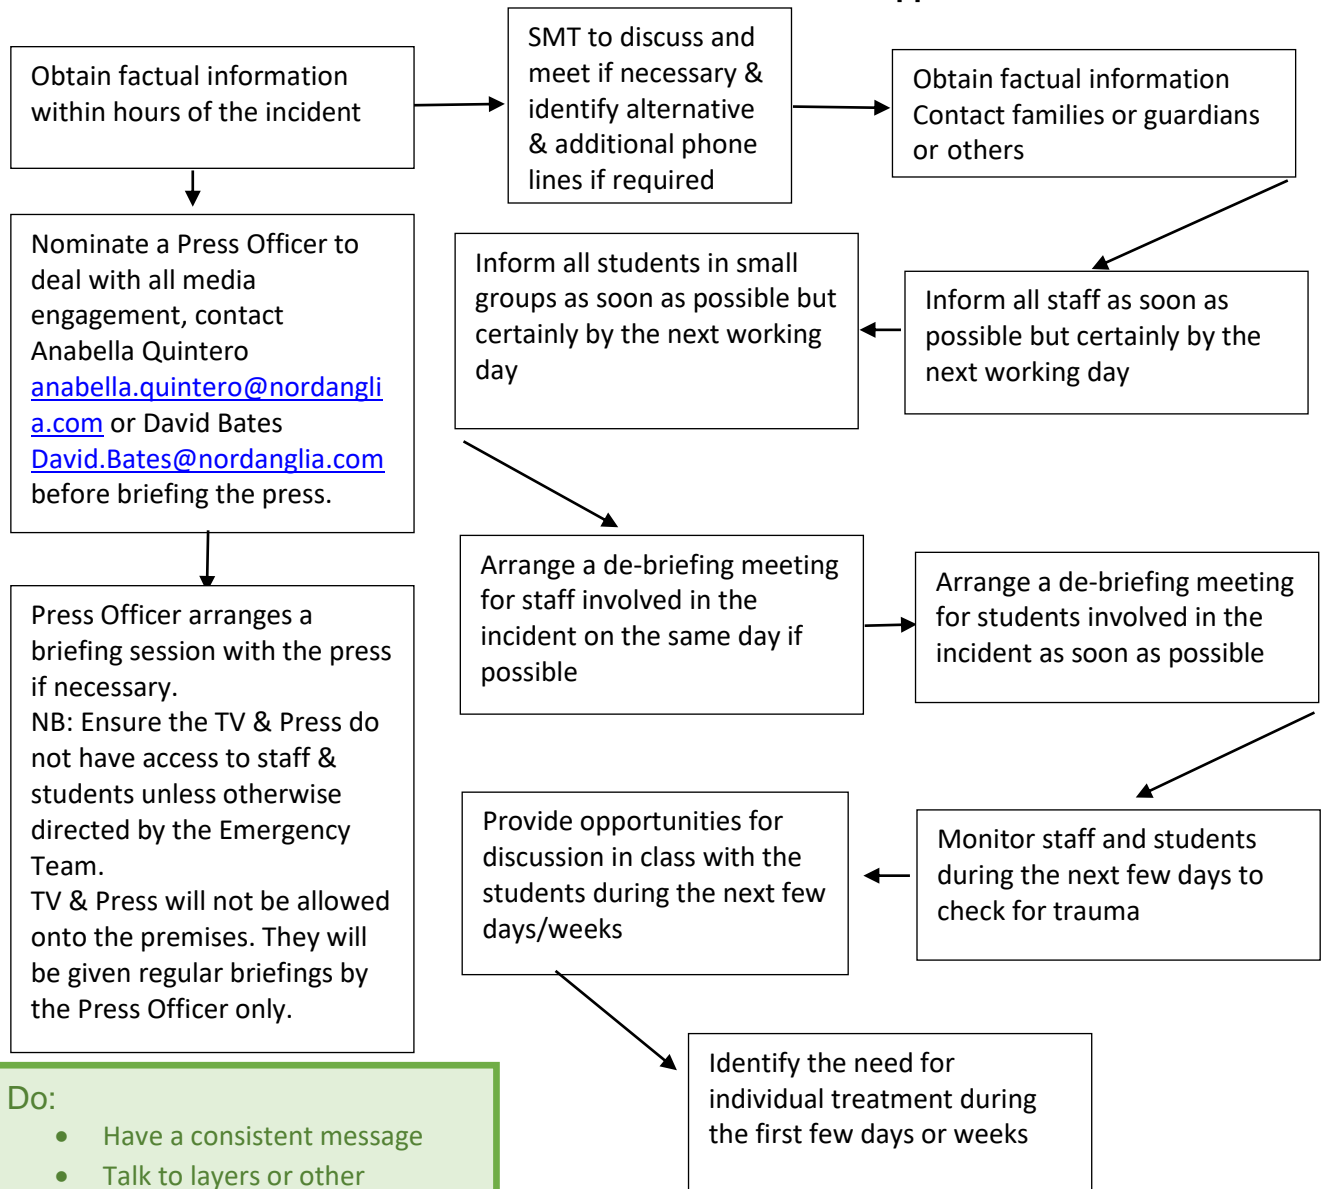 Obtain factual information
within hours of the incident
SMT to discuss and
meet if necessary &
identify alternative
& additional phone
lines if required
Obtain factual information
Contact families or guardians
or others
Nominate a Press Officer to
deal with all media
engagement, contact
Anabella Quintero
anabella.quintero@nordangli
a.com or David Bates
David.Bates@nordanglia.com
before briefing the press.
Inform all students in small
groups as soon as possible but
certainly by the next working
day
Inform all staff as soon as
possible but certainly by the
next working day
Press Officer arranges a
briefing session with the press
if necessary.
NB: Ensure the TV & Press do
not have access to staff &
students unless otherwise
directed by the Emergency
Team.
TV & Press will not be allowed
onto the premises. They will
be given regular briefings by
the Press Officer only.
Arrange a de-briefing meeting
for staff involved in the
incident on the same day if
possible
Arrange a de-briefing meeting
for students involved in the
incident as soon as possible
Provide opportunities for
discussion in class with the
students during the next few
days/weeks
Monitor staff and students
during the next few days to
check for trauma
Identify the need for
individual treatment during
the first few days or weeks
Do:
• Have a consistent message
• Talk to layers or other